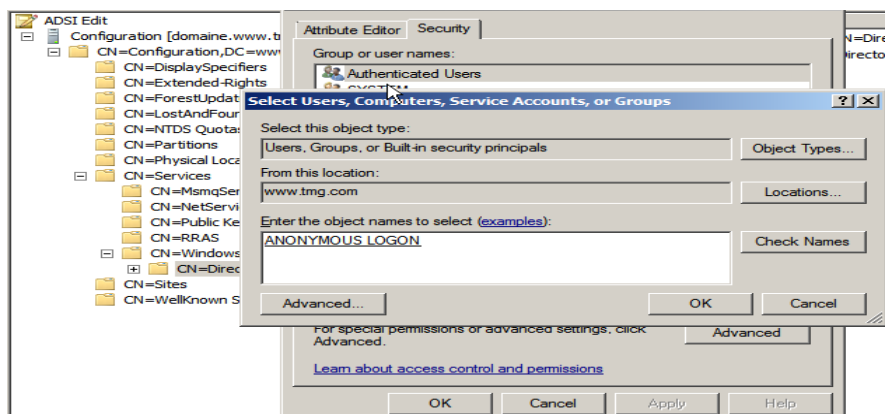 ADSI Edit
Configuration [domaine.www.t
CN=Configuration,DC=ww
CN=DisplaySpecifiers
CN=Extended-Rights
CN=ForestUpdat
CN=LostAndFour
CN=NTDS Quotas
CN=Partitions
CN=Physical Loca
CN=Services
CN=MsmqSer
CN=NetServi
CN=Public Ke
CN=RRAS
CN=Windows
CN=Direc
CN=Sites
CN=WellKnown S
Attribute Editor Security
Group or user names:
Authenticated Users
SYSTEM
N=Dire
irecto
Select Users, Computers, Service Accounts, or Groups
Select this object type:
Users, Groups, or Built-in security principals
Object Types...
From this location:
www.tmg.com
Locations...
Enter the object names to select (examples):
ANONYMOUS LOGON
Check Names
Advanced...
OK Cancel
For special permissions or advanced settings, click
Advanced.
Advanced
Learn about access control and permissions
OK Cancel Apply Help